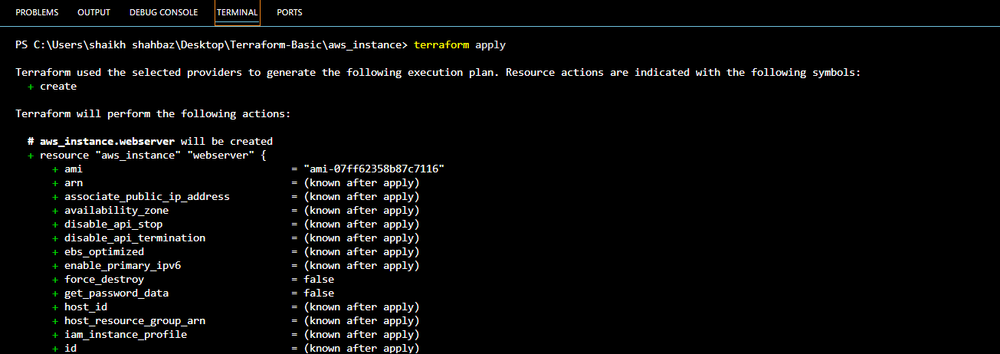 PROBLEMS OUTPUT DEBUG CONSOLE TERMINAL PORTS
PS C:\Users\shaikh shahbaz\Desktop\Terraform-Basic\aws_instance> terraform apply
Terraform used the selected providers to generate the following execution plan. Resource actions are indicated with the following symbols:
+ create
Terraform will perform the following actions:
# aws_instance.webserver will be created
+ resource "aws_instance" "webserver" {
+ ami = "ami-07ff62358b87c7116"
+ arn = (known after apply)
+ associate_public_ip_address = (known after apply)
+ availability_zone = (known after apply)
+ disable_api_stop = (known after apply)
+ disable_api_termination = (known after apply)
+ ebs_optimized = (known after apply)
+ enable_primary_ipv6 = (known after apply)
+ force_destroy = false
+ get_password_data = false
+ host_id = (known after apply)
+ host_resource_group_arn = (known after apply)
+ iam_instance_profile = (known after apply)
+ id = (known after apply)